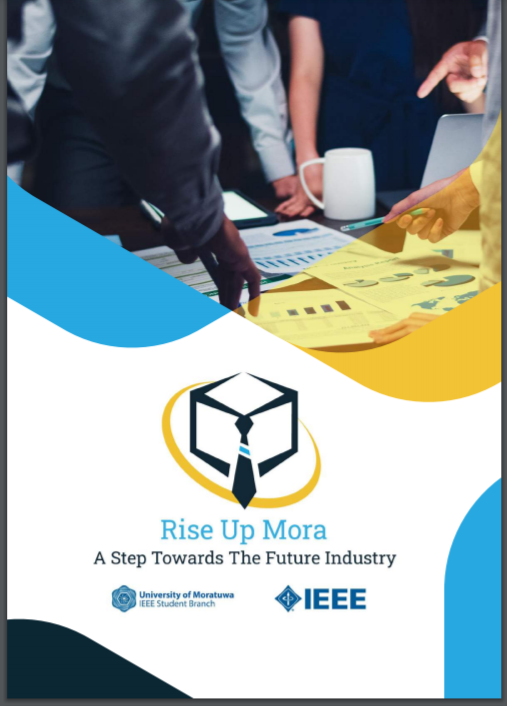 Rise Up Mora
A Step Towards The Future Industry
University of Moratuwa
IEEE Student Branch
IEEE